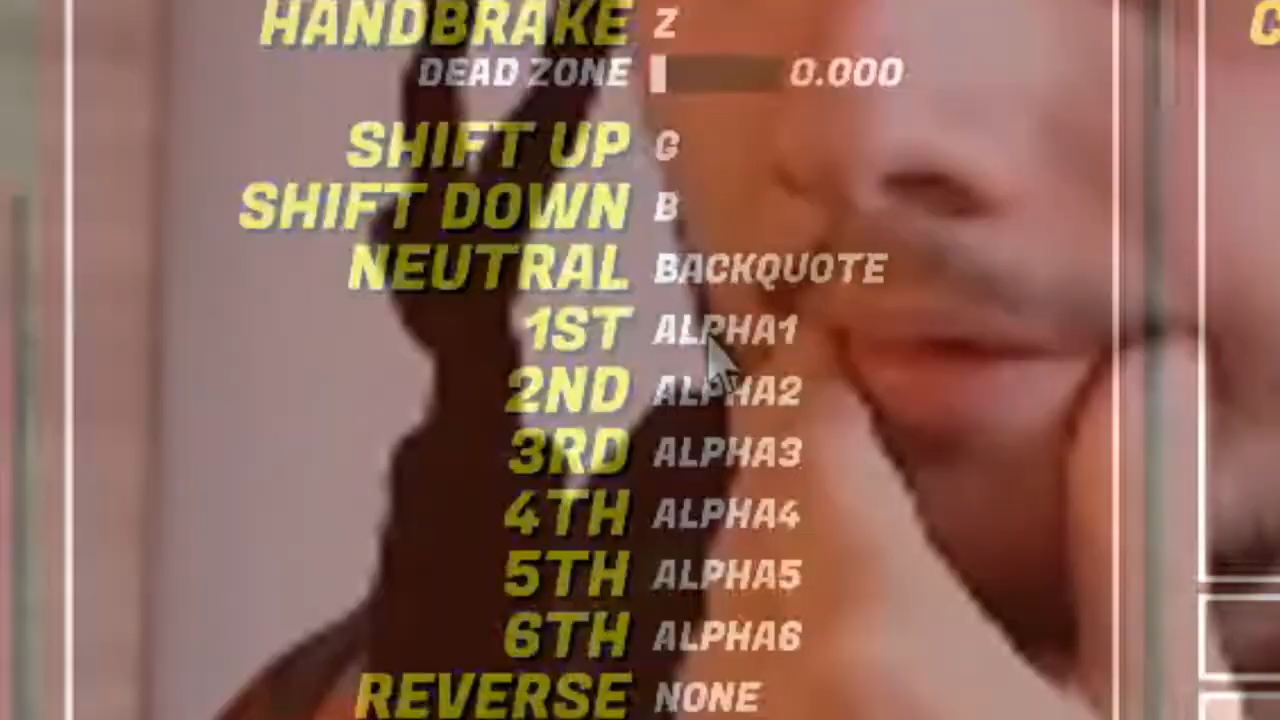 HANDBRAKE Z
DEAD ZONE 0.000
SHIFT UP G
SHIFT DOWN B
NEUTRAL BACKQUOTE
1ST ALPHA1
2ND ALPHA2
3RD ALPHA3
4TH ALPHA4
5TH ALPHA5
6TH ALPHA6
REVERSE NONE